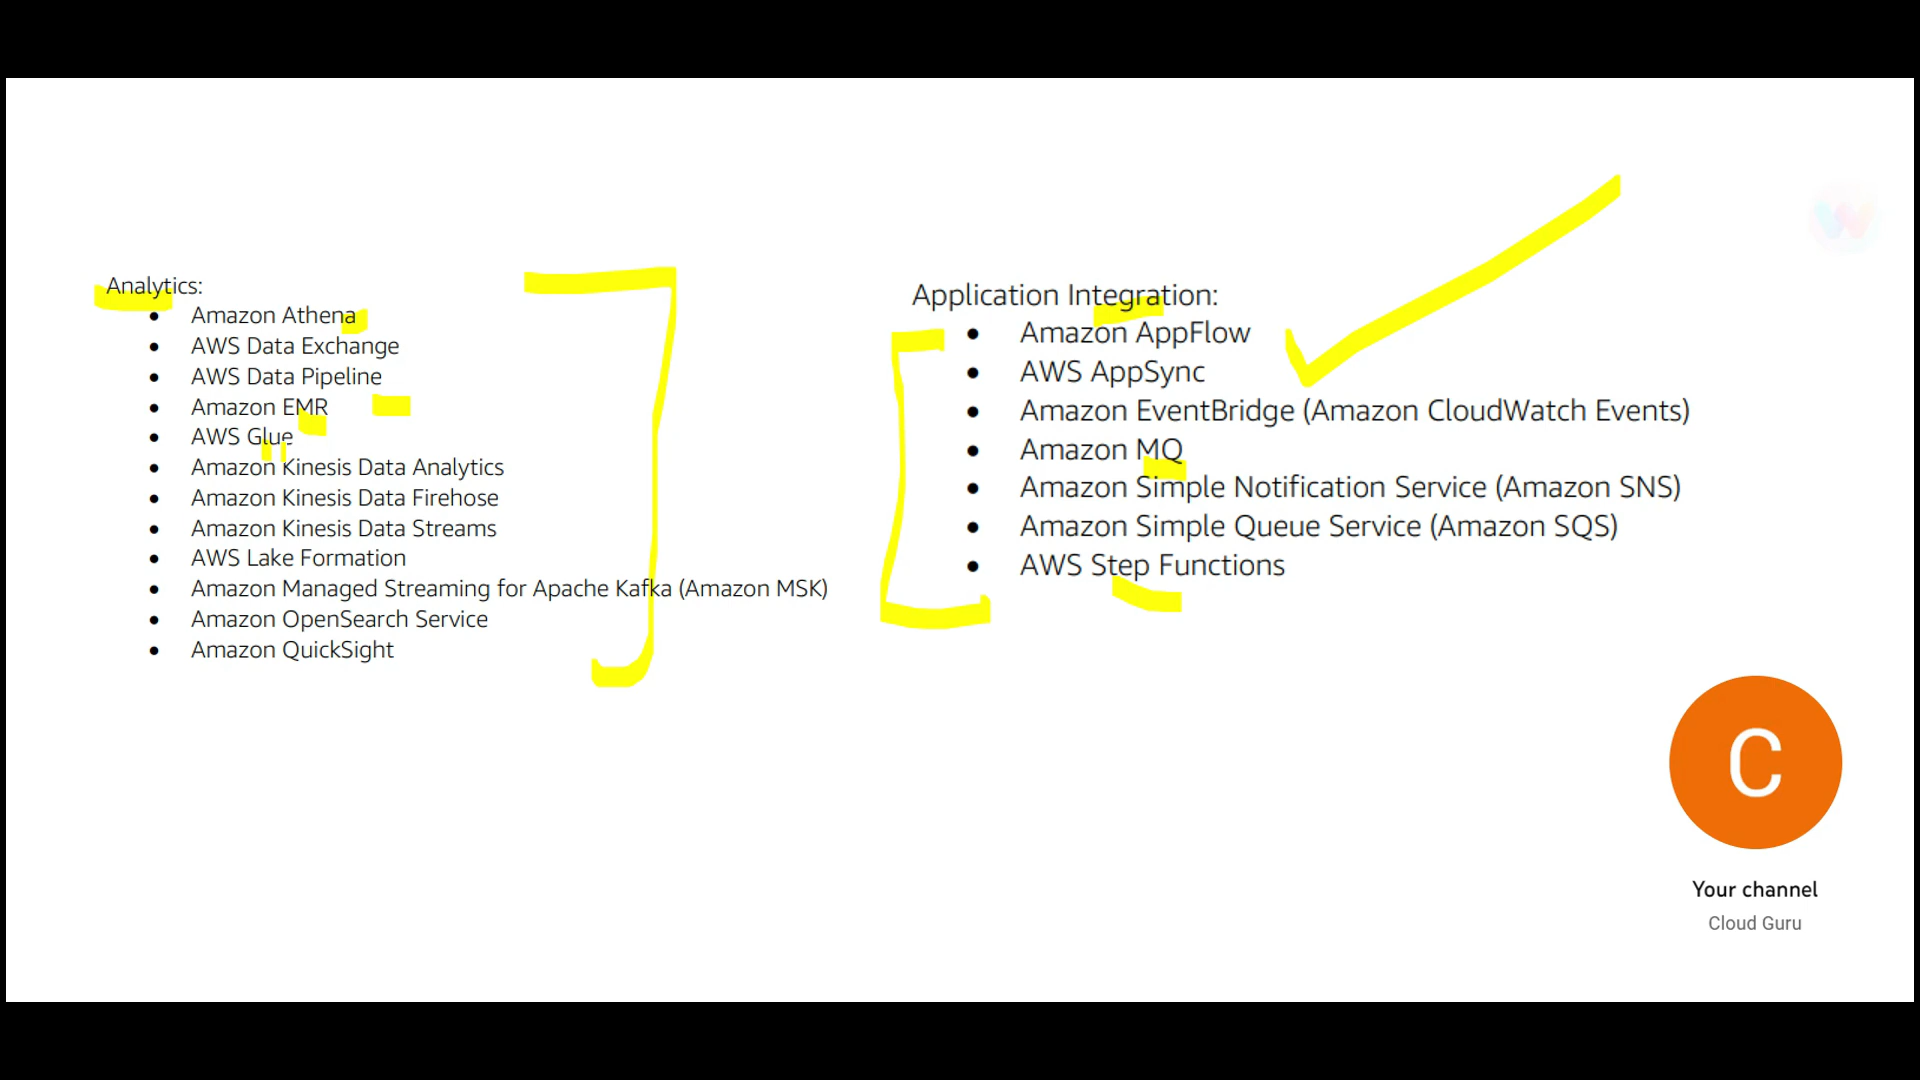 Analytics:
• Amazon Athena
• AWS Data Exchange
• AWS Data Pipeline
• Amazon EMR
• AWS Glue
• Amazon Kinesis Data Analytics
• Amazon Kinesis Data Firehose
• Amazon Kinesis Data Streams
• AWS Lake Formation
• Amazon Managed Streaming for Apache Kafka (Amazon MSK)
• Amazon OpenSearch Service
• Amazon QuickSight
Application Integration:
• Amazon AppFlow
• AWS AppSync
• Amazon EventBridge (Amazon CloudWatch Events)
• Amazon MQ
• Amazon Simple Notification Service (Amazon SNS)
• Amazon Simple Queue Service (Amazon SQS)
• AWS Step Functions
W
C
Your channel
Cloud Guru